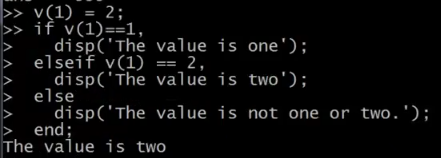 >> v(1) = 2;
>> if v(1)==1,
>    disp('The value is one');
>  elseif v(1) == 2,
>    disp('The value is two');
>  else
>    disp('The value is not one or two.');
>  end;
The value is two